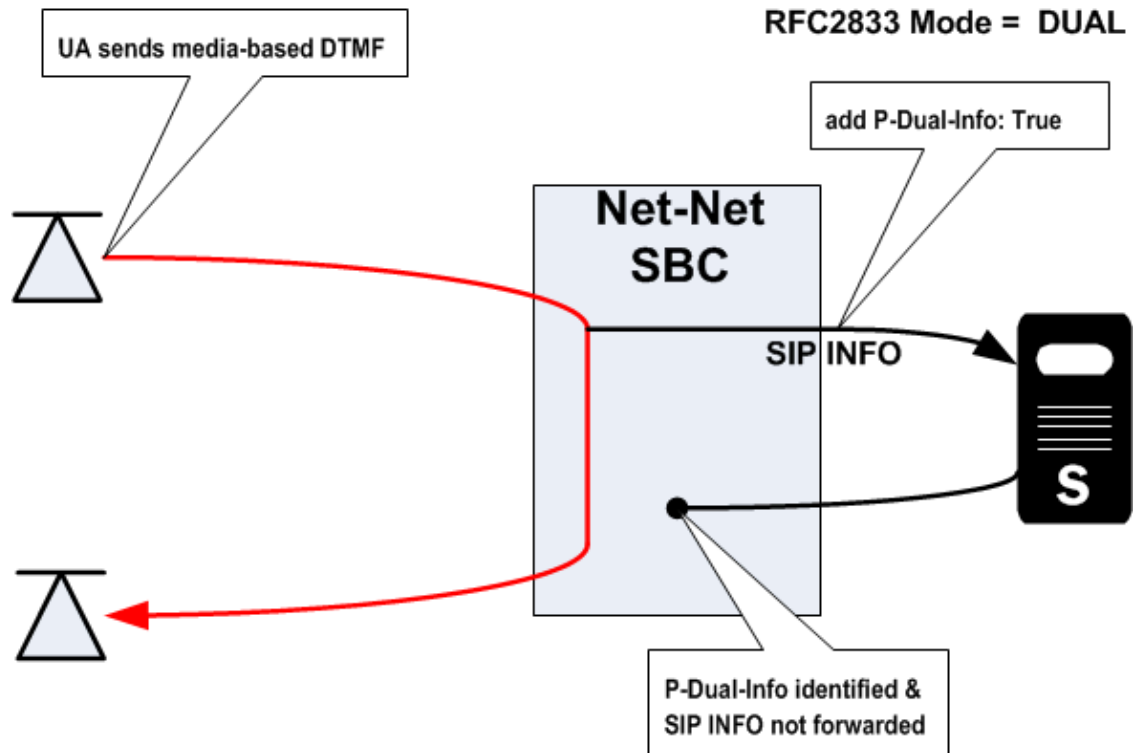 RFC2833 Mode = DUAL
UA sends media-based DTMF
add P-Dual-Info: True
Net-Net
SBC
SIP INFO
S
P-Dual-Info identified &
SIP INFO not forwarded